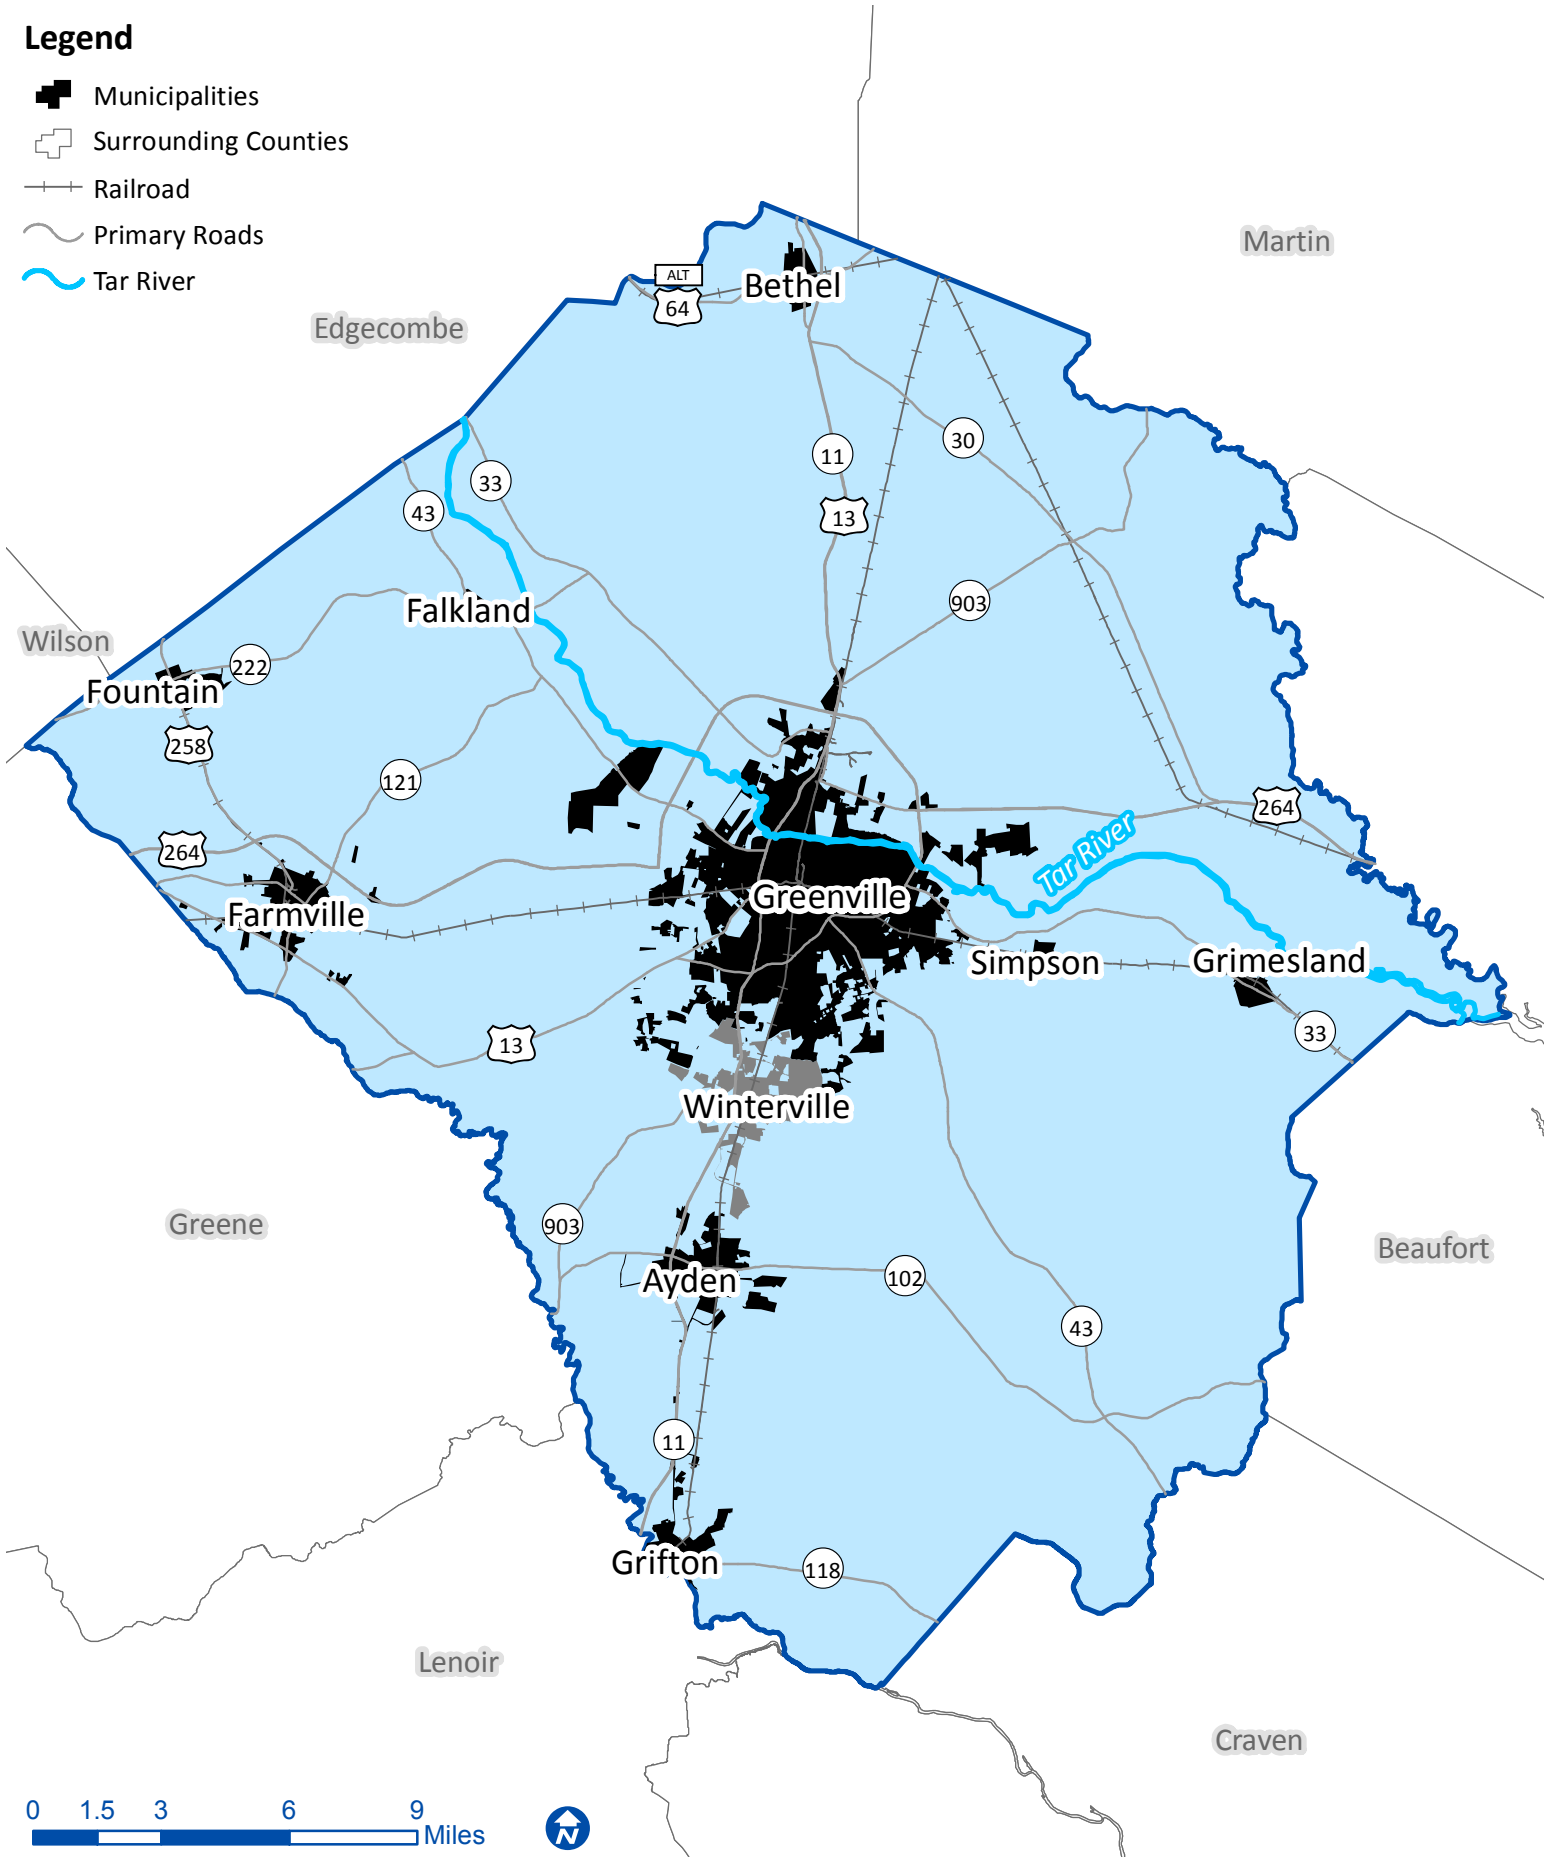 Legend
Municipalities
Surrounding Counties
Railroad
Primary Roads
Tar River
Martin
ALT
64
Bethel
Edgecombe
30
11
33
43
13
903
Falkland
Wilson
222
Fountain
258
121
264
264
Tar River
Greenville
Farmville
Simpson
Grimesland
33
13
Winterville
Greene
903
Beaufort
Ayden
102
43
11
Grifton
118
Lenoir
Craven
0 1.5 3 6 9
Miles
N